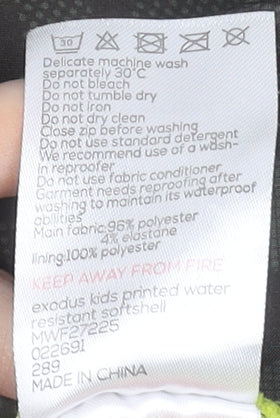 30
Delicate machine wash
separately 30°C
Do not bleach
Do not tumble dry
Do not iron
Do not dry clean
Close zip before washing
Do not use standard detergent
We recommend use of a wash-
in reproofer
Do not use fabric conditioner
Garment needs reproofing after
washing to maintain its waterproof
abilities
Main fabric:96% polyester
4% elastane
lining:100% polyester
KEEP AWAY FROM FIRE
exodus kids printed water
resistant softshell
MWF27225
022691
289
MADE IN CHINA